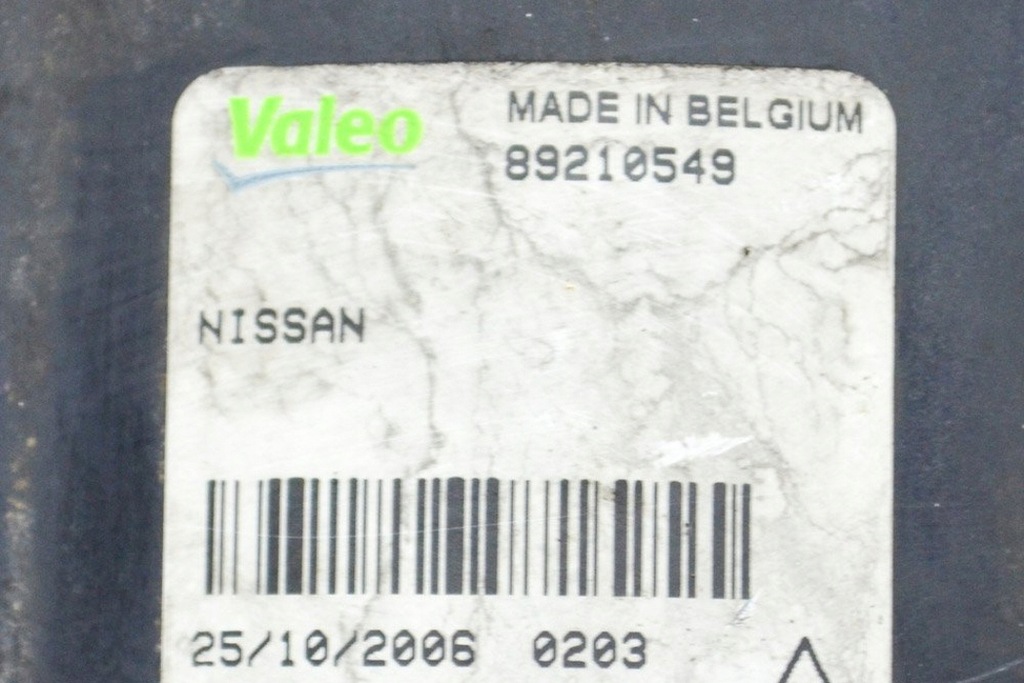 Valeo
MADE IN BELGIUM
89210549
NISSAN
25/10/2006 0203